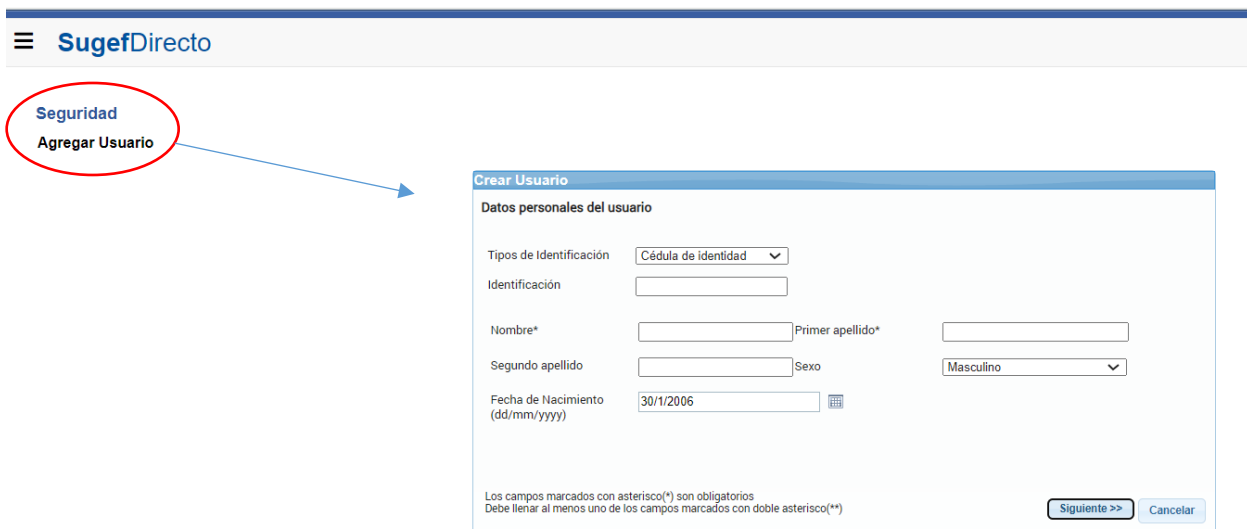 SugefDirecto
Seguridad
Agregar Usuario
Crear Usuario
Datos personales del usuario
Tipos de Identificación Cédula de identidad
Identificación
Nombre* Primer apellido*
Segundo apellido Sexo Masculino
Fecha de Nacimiento 30/1/2006
(dd/mm/yyyy)
Los campos marcados con asterisco(*) son obligatorios
Debe llenar al menos uno de los campos marcados con doble asterisco(**)
Siguiente >> Cancelar